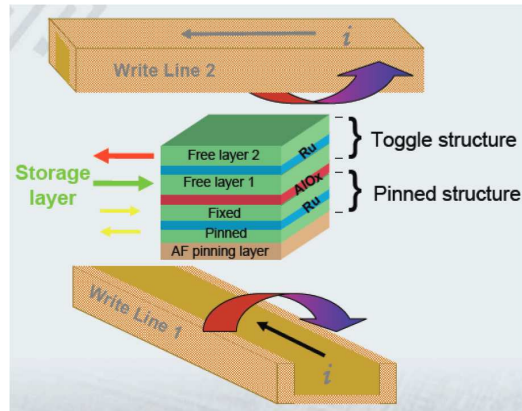 i
Write Line 2
Ru
Free layer 2
Toggle structure
Storage
layer
Free layer 1
AlOx
Pinned structure
Fixed
Ru
Pinned
AF pinning layer
Write Line 1
i